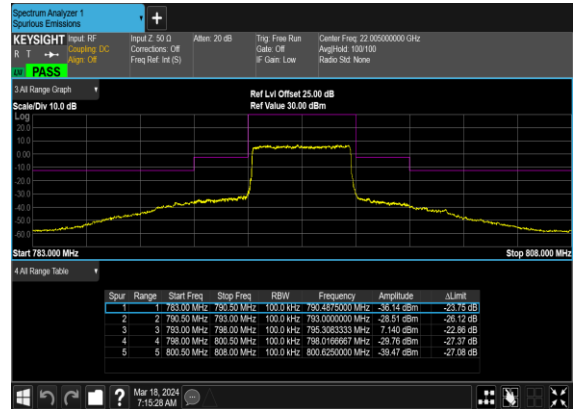 Spectrum Analyzer 1
Spurious Emissions
KEYSIGHT Input: RF Input Z: 50 Ω Atten: 20 dB Trig: Free Run Center Freq: 22.005000000 GHz
R T Coupling: DC Corrections: Off Gate: Off Avg|Hold: 100/100
Align: Off Freq Ref: Int (S) IF Gain: Low Radio Std: None
LW PASS
3 All Range Graph
Ref Lvl Offset 25.00 dB
Scale/Div 10.0 dB Ref Value 30.00 dBm
Log
20.0
10.0
0.00
-10.0
-20.0
-30.0
-40.0
-50.0
-60.0
Start 783.000 MHz Stop 808.000 MHz
4 All Range Table
Spur Range Start Freq Stop Freq RBW Frequency Amplitude ΔLimit
1 1 783.00 MHz 790.50 MHz 100.0 kHz 790.4875000 MHz -36.14 dBm -23.75 dB
2 2 790.50 MHz 793.00 MHz 100.0 kHz 793.0000000 MHz -28.51 dBm -26.12 dB
3 3 793.00 MHz 798.00 MHz 100.0 kHz 795.3083333 MHz 7.140 dBm -22.86 dB
4 4 798.00 MHz 800.50 MHz 100.0 kHz 798.0166667 MHz -29.76 dBm -27.37 dB
5 5 800.50 MHz 808.00 MHz 100.0 kHz 800.6250000 MHz -39.47 dBm -27.08 dB
? Mar 18, 2024
7:15:28 AM